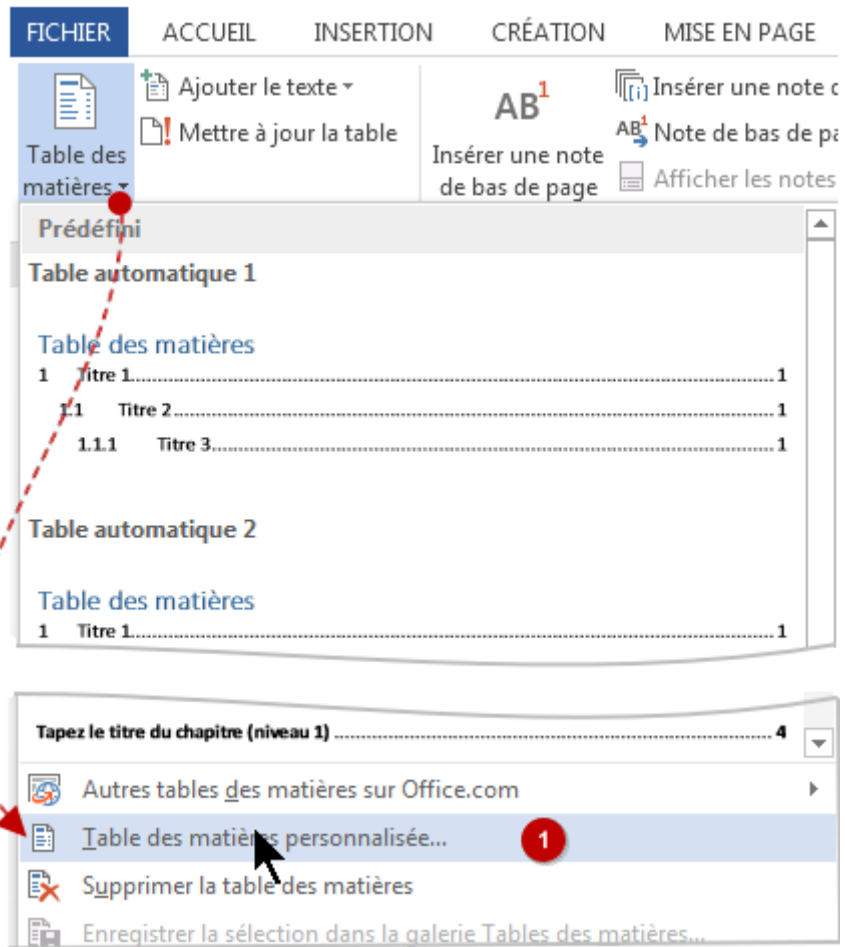 FICHIER ACCUEIL INSERTION CRÉATION MISE EN PAGE
Table des matières
Ajouter le texte
Mettre à jour la table
AB1
Insérer une note
de bas de page
[i] Insérer une note
AB1 Note de bas de
Afficher les notes
Prédéfini
Table automatique 1
Table des matières
1 Titre 1 1
1.1 Titre 2 1
1.1.1 Titre 3 1
Table automatique 2
Table des matières
1 Titre 1 1
Tapez le titre du chapitre (niveau 1) 4
Autres tables des matières sur Office.com
Table des matières personnalisée... 1
Supprimer la table des matières
Enregistrer la sélection dans la galerie Tables des matières...